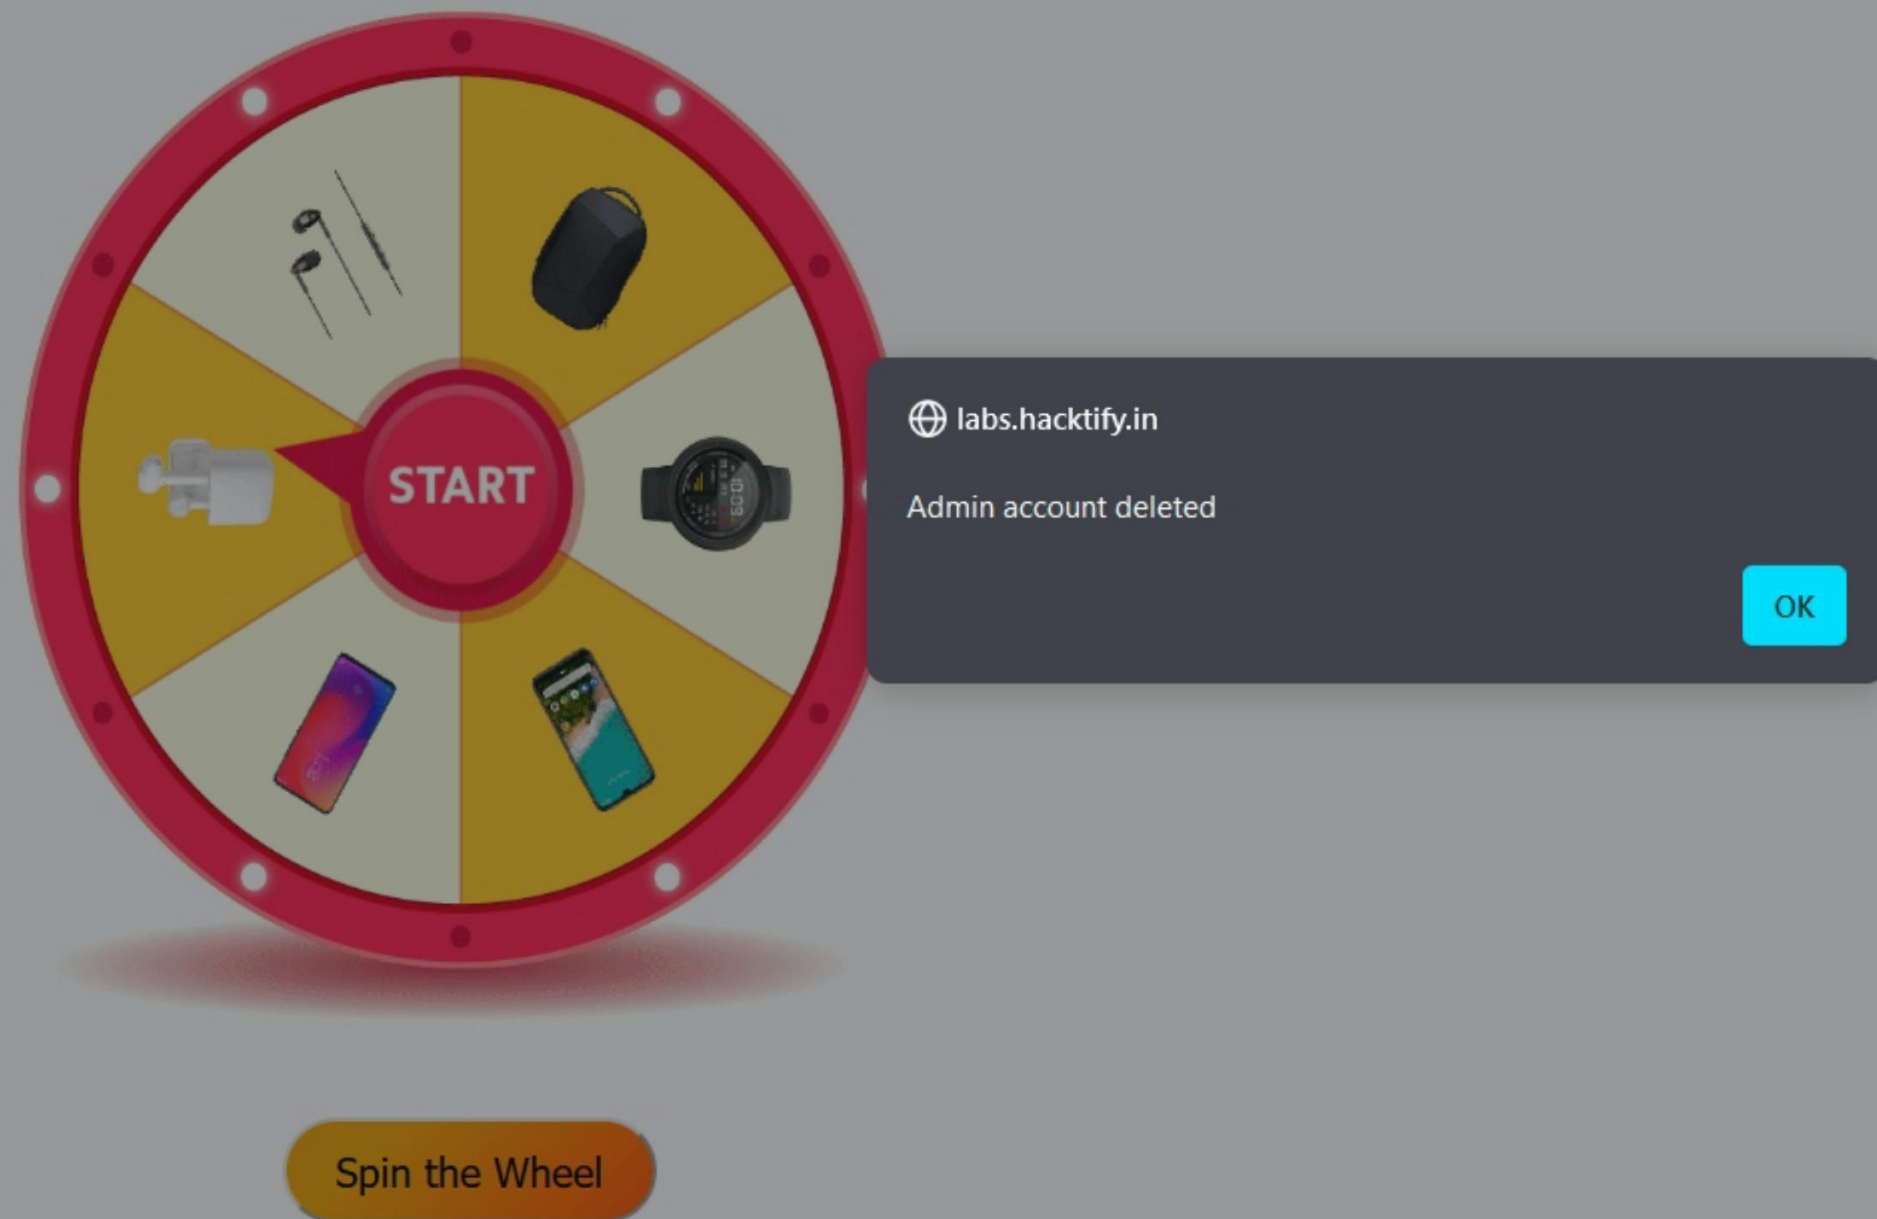 START
labs.hacktify.in
Admin account deleted
OK
Spin the Wheel